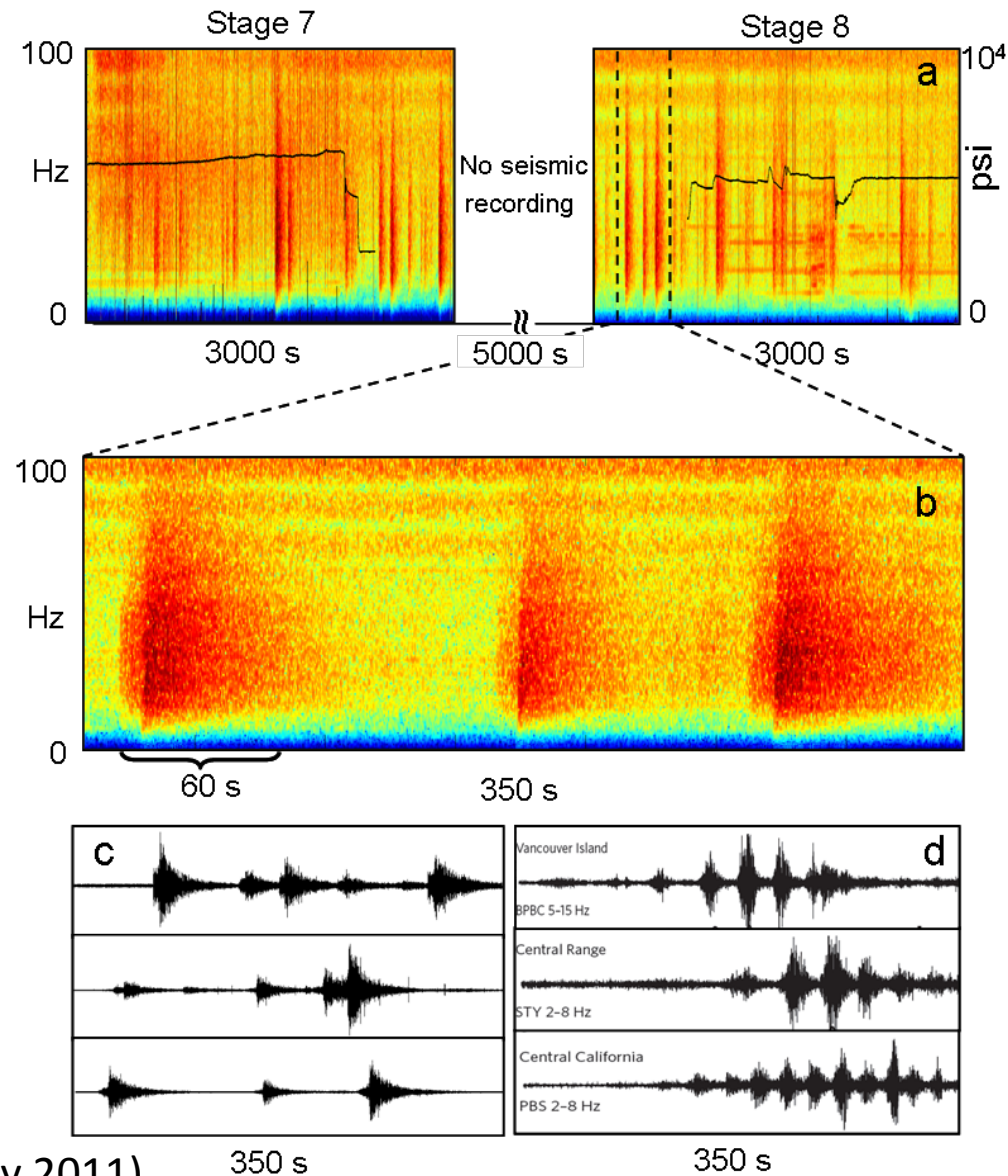 Stage 7
Stage 8
100
Hz
0
No seismic
recording
a
10⁴
psi
0
3000 s
5000 s
3000 s
100
Hz
0
b
60 s
350 s
c
d
Vancouver Island
BPBC 5–15 Hz
Central Range
STY 2–8 Hz
Central California
PBS 2–8 Hz
2011)
350 s
350 s